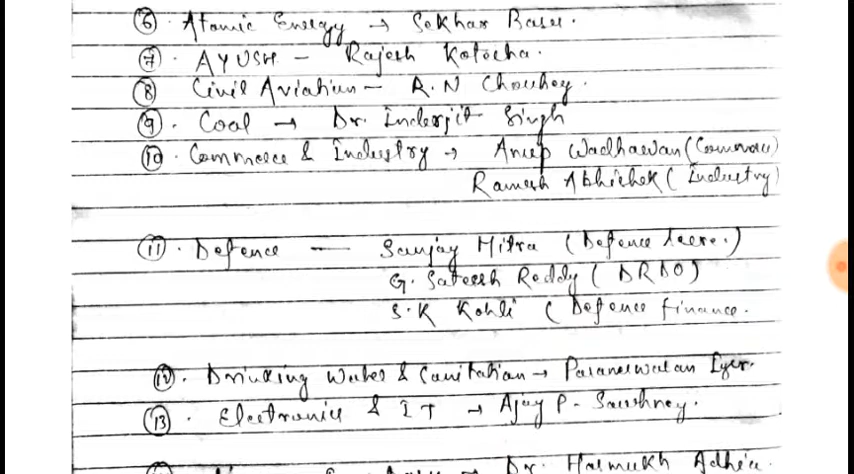 ⑥. Atomic Energy → Sekhar Basu.
⑦. AYUSH – Rajesh Kotecha.
⑧ Civil Aviation – R.N Choubey.
⑨. Coal → Dr. Inderjit Singh
⑩. Commerce & Industry → Anup Wadhawan (Commerce)
Ramesh Abhishek (Industry)
⑪. Defence — Sanjay Mitra (Defence Secre.)
G. Sateesh Reddy (DRDO)
S.K Kohli (Defence finance.
⑫. Drinking Water & Sanitation → Parameswaran Iyer.
⑬. Electronics & IT → Ajay P. Sawhney.
→ Dr. Hasmukh Adhia.